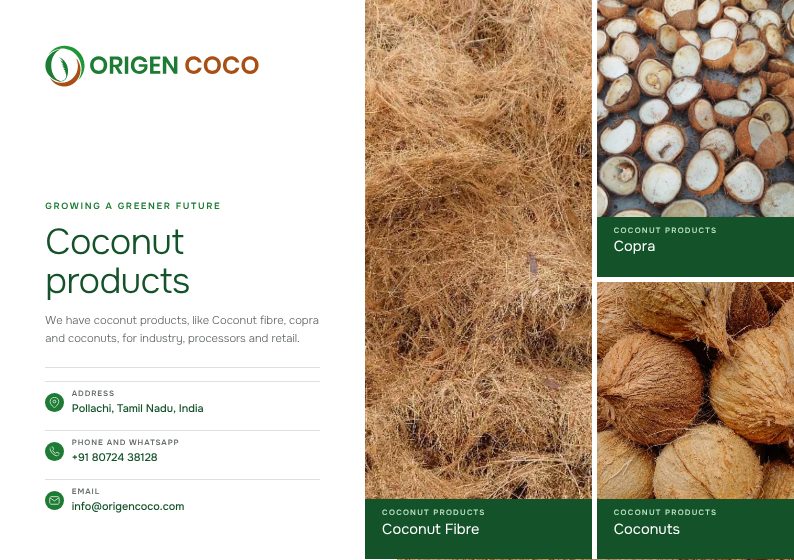 ORIGEN COCO
GROWING A GREENER FUTURE
Coconut
products
We have coconut products, like Coconut fibre, copra
and coconuts, for industry, processors and retail.
ADDRESS
Pollachi, Tamil Nadu, India
PHONE AND WHATSAPP
+91 80724 38128
EMAIL
info@origencoco.com
COCONUT PRODUCTS
Coconut Fibre
COCONUT PRODUCTS
Copra
COCONUT PRODUCTS
Coconuts